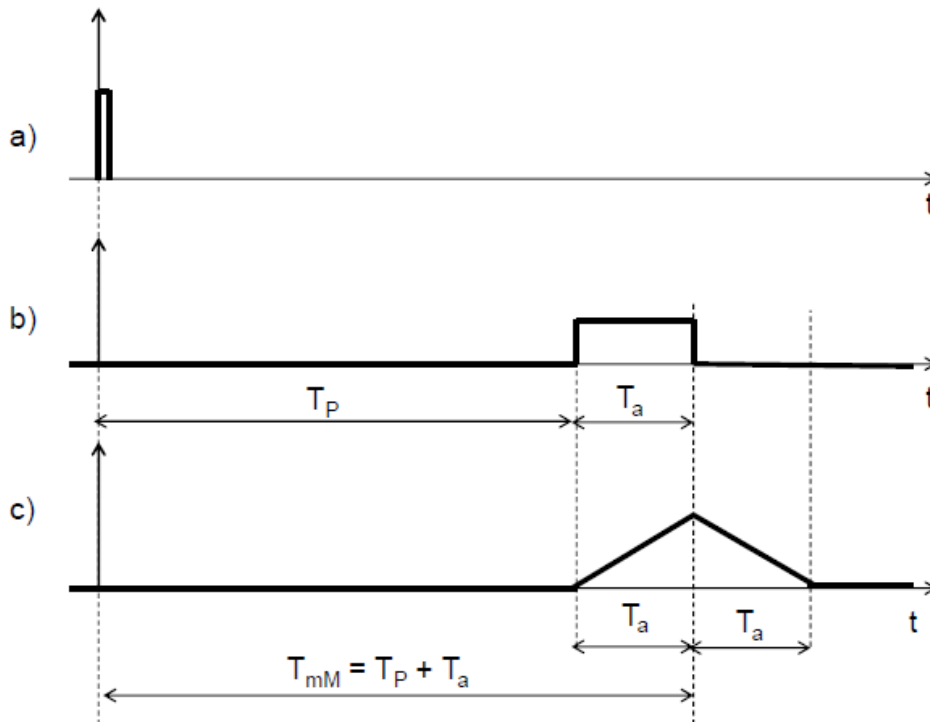 a)
t
b)
t
T_P T_a
c)
t
T_a T_a
T_mM = T_P + T_a